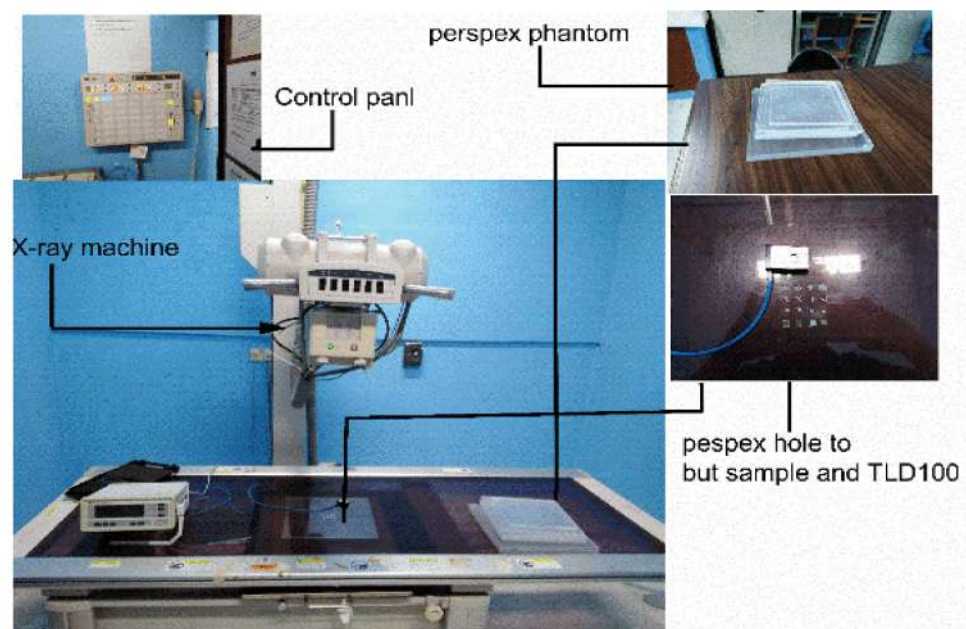 perspex phantom
Control panl
X-ray machine
pespex hole to
but sample and TLD100